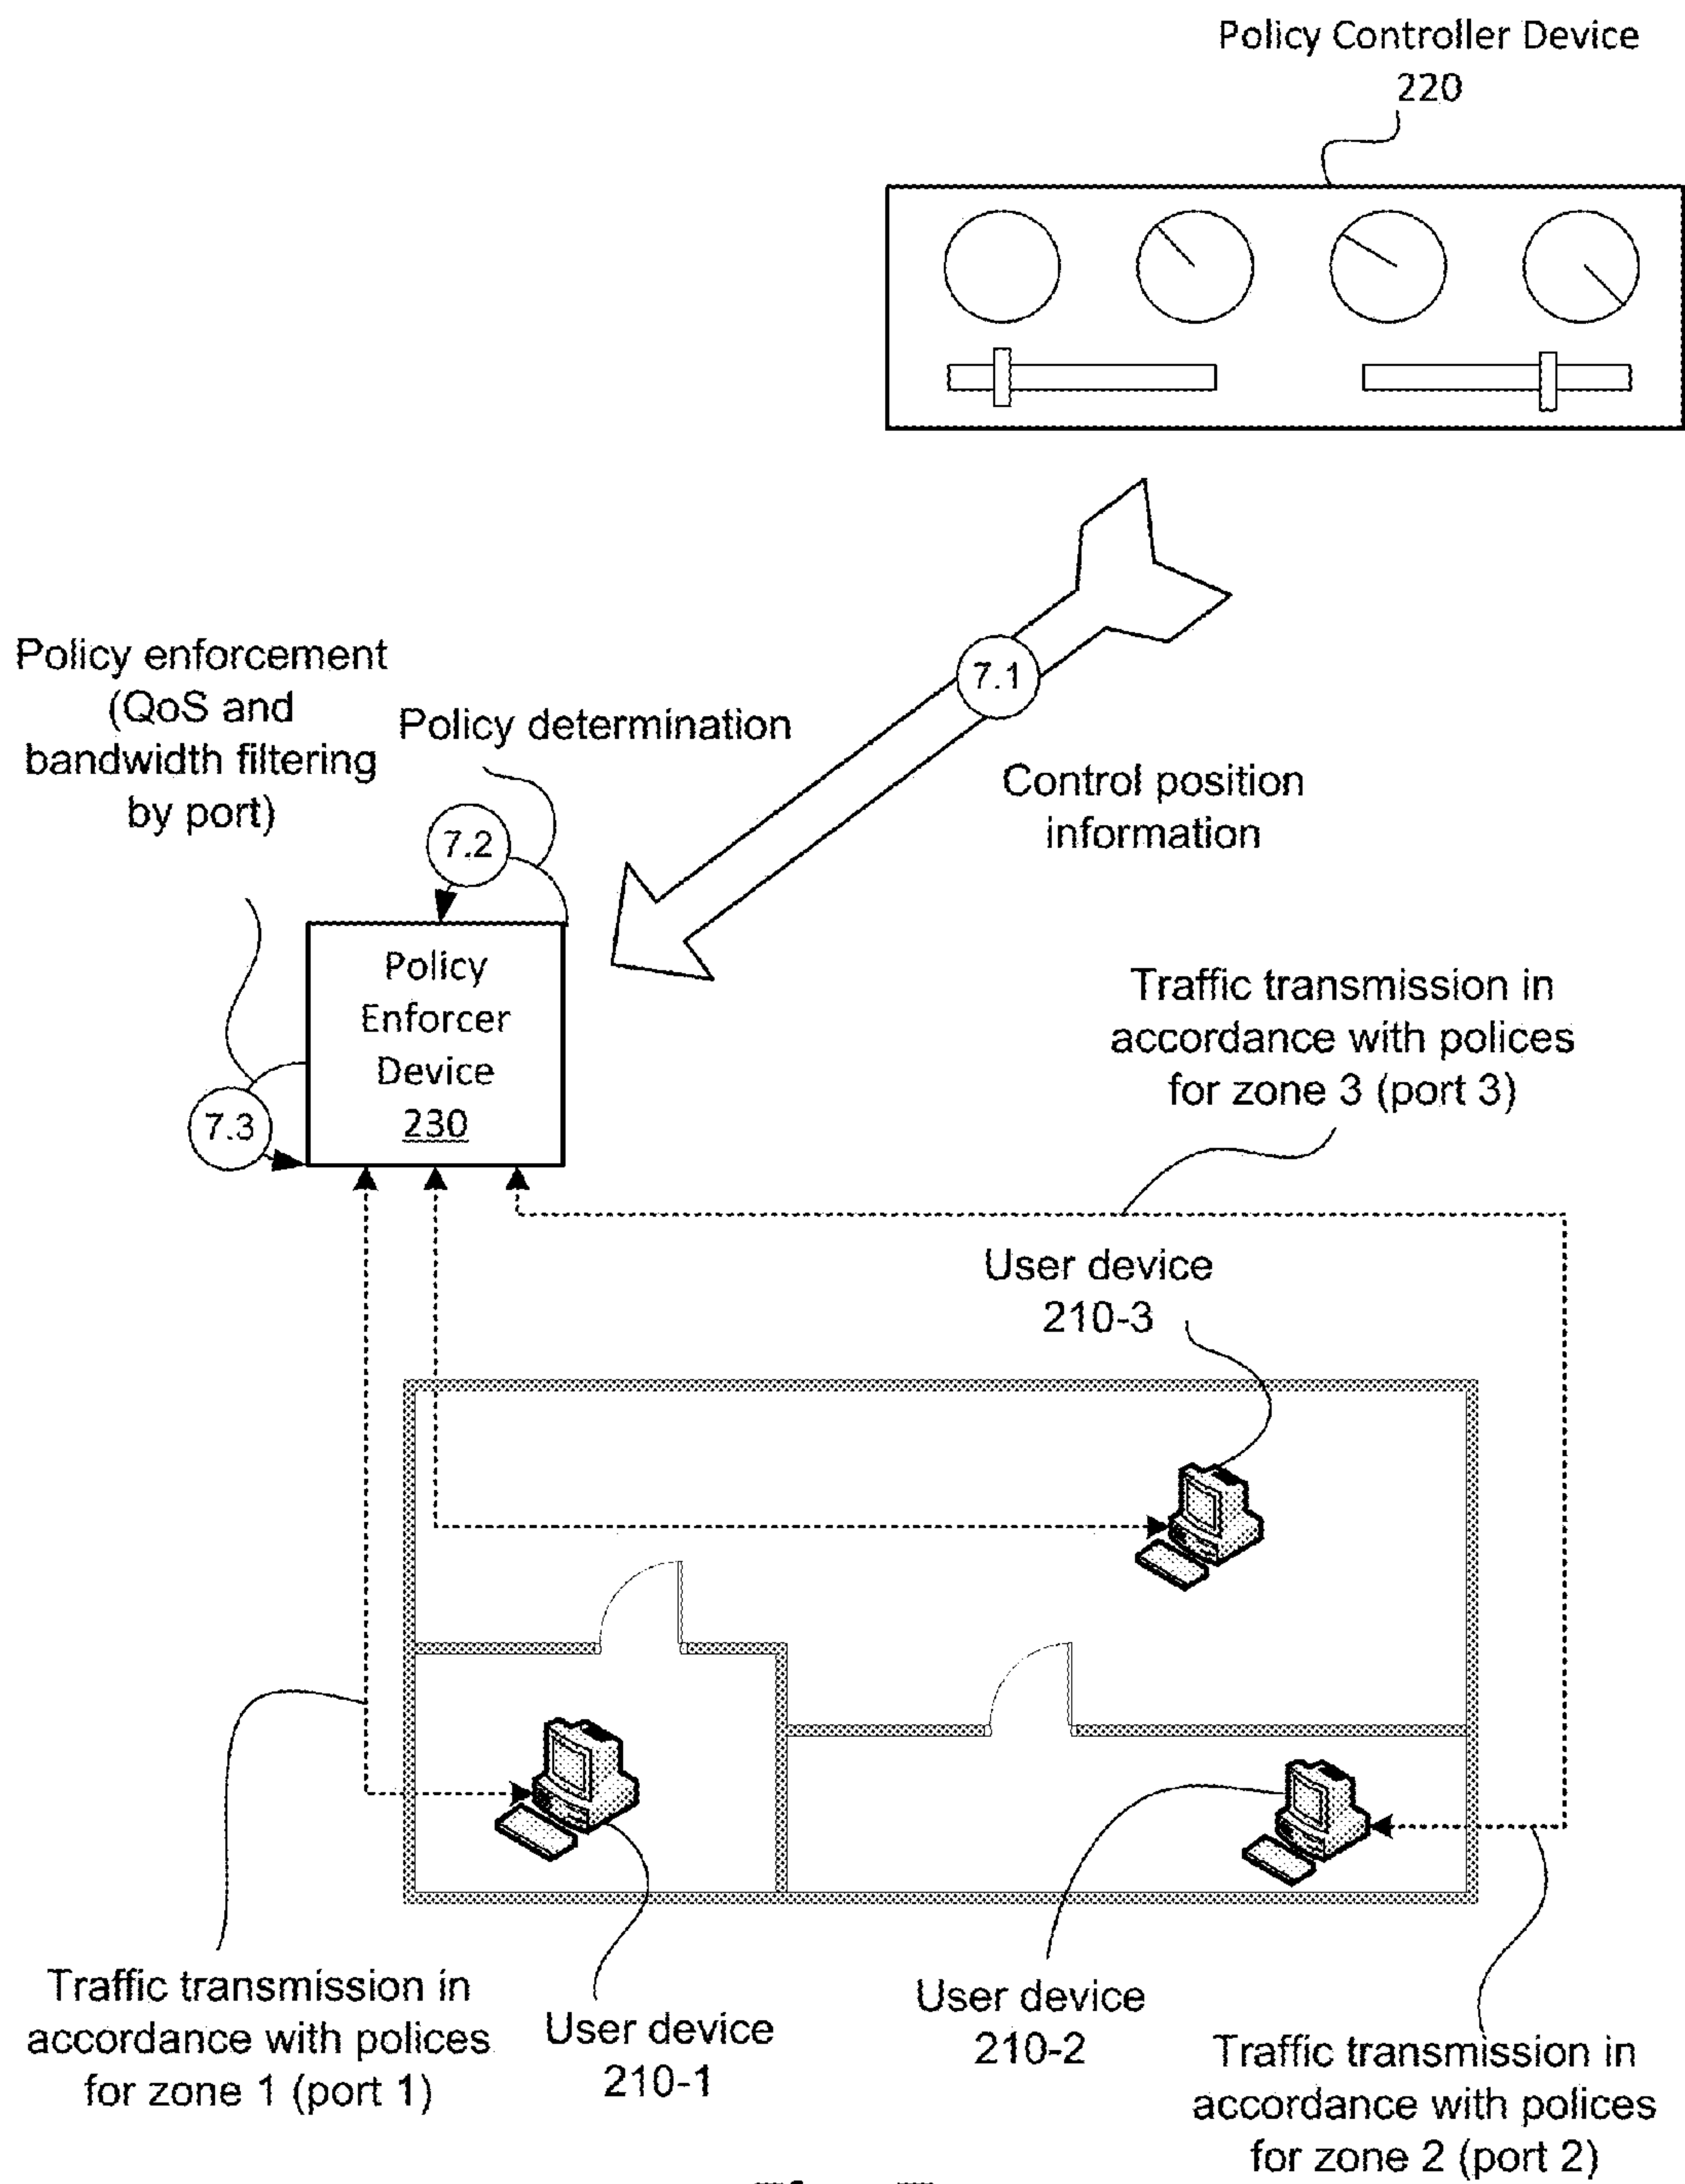 Policy Controller Device
220
7.1
Control position
information
Policy enforcement
(QoS and
bandwidth filtering
by port)
Policy determination
7.2
Policy
Enforcer
Device
230
7.3
Traffic transmission in
accordance with polices
for zone 3 (port 3)
User device
210-3
Traffic transmission in
accordance with polices
for zone 1 (port 1)
User device
210-1
User device
210-2
Traffic transmission in
accordance with polices
for zone 2 (port 2)